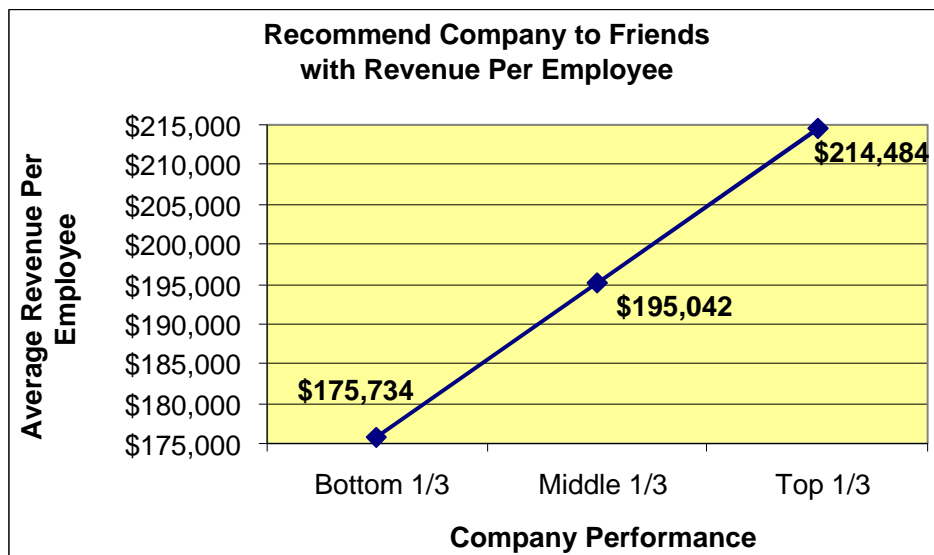 Recommend Company to Friends
with Revenue Per Employee
Average Revenue Per
Employee
$215,000
$210,000
$205,000
$200,000
$195,000
$190,000
$185,000
$180,000
$175,000
$175,734
$195,042
$214,484
Bottom 1/3
Middle 1/3
Top 1/3
Company Performance